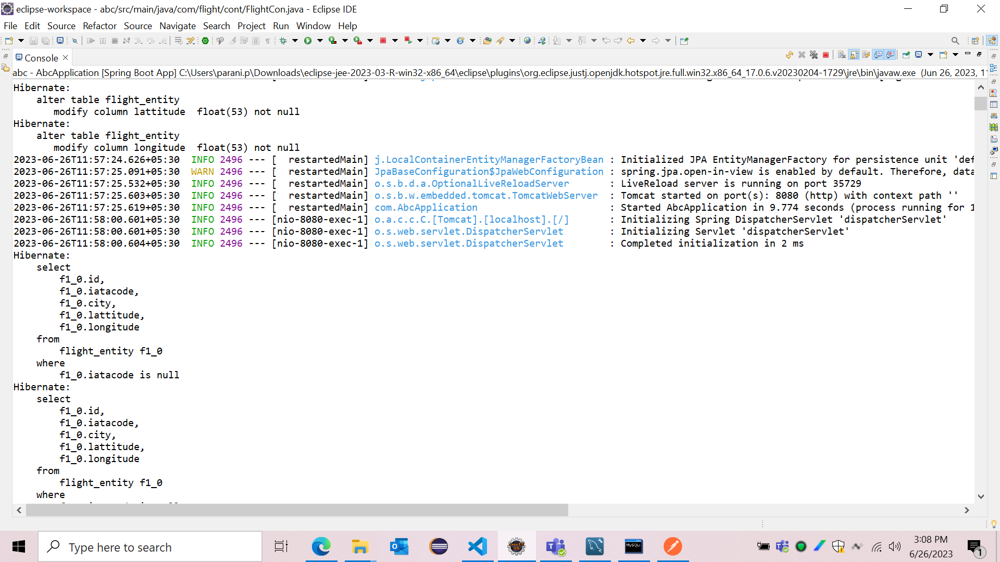 eclipse-workspace - abc/src/main/java/com/flight/cont/FlightCon.java - Eclipse IDE
File Edit Source Refactor Source Navigate Search Project Run Window Help
Console
abc - AbcApplication [Spring Boot App] C:\Users\parani.p\Downloads\eclipse-jee-2023-03-R-win32-x86_64\eclipse\plugins\org.eclipse.justj.openjdk.hotspot.jre.full.win32.x86_64_17.0.6.v20230204-1729\jre\bin\javaw.exe (Jun 26, 2023, 1
Hibernate:
    alter table flight_entity
       modify column lattitude  float(53) not null
Hibernate:
    alter table flight_entity
       modify column longitude  float(53) not null
2023-06-26T11:57:24.626+05:30  INFO 2496 --- [  restartedMain] j.LocalContainerEntityManagerFactoryBean : Initialized JPA EntityManagerFactory for persistence unit 'def
2023-06-26T11:57:25.091+05:30  WARN 2496 --- [  restartedMain] JpaBaseConfiguration$JpaWebConfiguration : spring.jpa.open-in-view is enabled by default. Therefore, data
2023-06-26T11:57:25.532+05:30  INFO 2496 --- [  restartedMain] o.s.b.d.a.OptionalLiveReloadServer       : LiveReload server is running on port 35729
2023-06-26T11:57:25.603+05:30  INFO 2496 --- [  restartedMain] o.s.b.w.embedded.tomcat.TomcatWebServer  : Tomcat started on port(s): 8080 (http) with context path ''
2023-06-26T11:57:25.619+05:30  INFO 2496 --- [  restartedMain] com.AbcApplication                       : Started AbcApplication in 9.774 seconds (process running for 1
2023-06-26T11:58:00.601+05:30  INFO 2496 --- [nio-8080-exec-1] o.a.c.c.C.[Tomcat].[localhost].[/]       : Initializing Spring DispatcherServlet 'dispatcherServlet'
2023-06-26T11:58:00.601+05:30  INFO 2496 --- [nio-8080-exec-1] o.s.web.servlet.DispatcherServlet        : Initializing Servlet 'dispatcherServlet'
2023-06-26T11:58:00.604+05:30  INFO 2496 --- [nio-8080-exec-1] o.s.web.servlet.DispatcherServlet        : Completed initialization in 2 ms
Hibernate:
    select
        f1_0.id,
        f1_0.iatacode,
        f1_0.city,
        f1_0.lattitude,
        f1_0.longitude
    from
        flight_entity f1_0
    where
        f1_0.iatacode is null
Hibernate:
    select
        f1_0.id,
        f1_0.iatacode,
        f1_0.city,
        f1_0.lattitude,
        f1_0.longitude
    from
        flight_entity f1_0
    where
Type here to search
MySQL
3:08 PM
6/26/2023
1